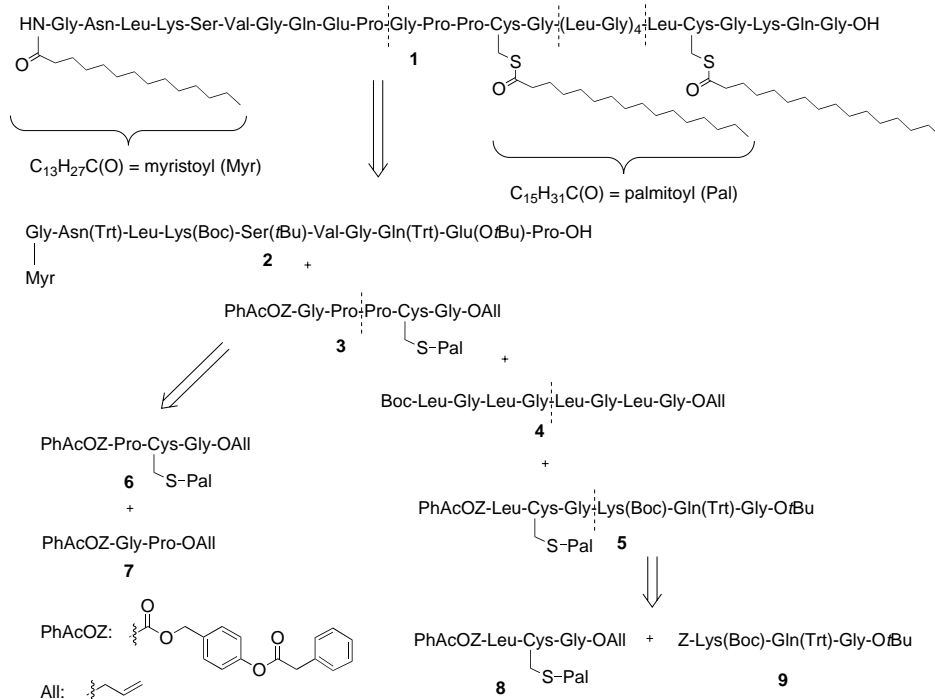 HN-Gly-Asn-Leu-Lys-Ser-Val-Gly-Gln-Glu-Pro-Gly-Pro-Pro-Cys-Gly-(Leu-Gly)4-Leu-Cys-Gly-Lys-Gln-Gly-OH
O
S
O
S
O
1
C13H27C(O) = myristoyl (Myr)
C15H31C(O) = palmitoyl (Pal)
Gly-Asn(Trt)-Leu-Lys(Boc)-Ser(tBu)-Val-Gly-Gln(Trt)-Glu(OtBu)-Pro-OH
Myr
2
+
PhAcOZ-Gly-Pro-Pro-Cys-Gly-OAll
S-Pal
3
+
Boc-Leu-Gly-Leu-Gly-Leu-Gly-Leu-Gly-OAll
4
+
PhAcOZ-Pro-Cys-Gly-OAll
S-Pal
6
+
PhAcOZ-Gly-Pro-OAll
7
PhAcOZ-Leu-Cys-Gly-Lys(Boc)-Gln(Trt)-Gly-OtBu
S-Pal
5
PhAcOZ:
O
O
O
O
All:
PhAcOZ-Leu-Cys-Gly-OAll + Z-Lys(Boc)-Gln(Trt)-Gly-OtBu
S-Pal
8
9